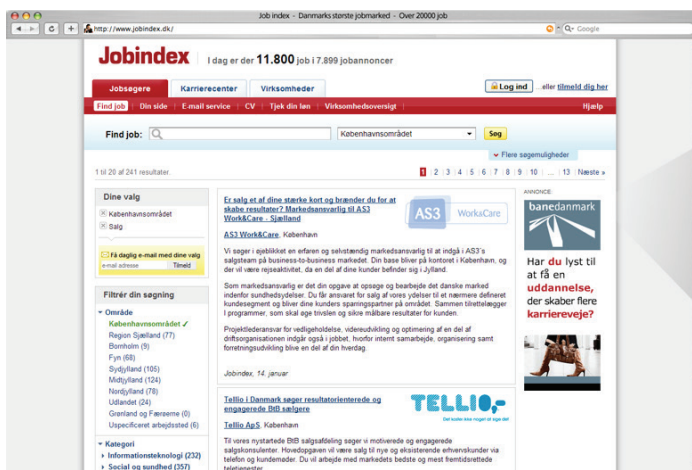 Job index - Danmarks største jobmarked - Over 20000 job
http://www.jobindex.dk/
Google
Jobindex
I dag er der 11.800 job i 7.899 jobannoncer
Jobsøgere
Karrierecenter
Virksomheder
Log ind ...eller tilmeld dig her
Find job Din side E-mail service CV Tjek din løn Virksomhedsoversigt Hjælp
Find job:
Københavnsområdet
Søg
Flere søgemuligheder
1 til 20 af 241 resultater.
1 2 3 4 5 6 7 8 9 10 ... 13 Næste »
Dine valg
Københavnsområdet
Salg
Få daglig e-mail med dine valg
e-mail adresse Tilmeld
Filtrér din søgning
Område
Københavnsområdet ✓
Region Sjælland (77)
Bornholm (9)
Fyn (68)
Sydjylland (105)
Midtjylland (124)
Nordjylland (78)
Udlandet (24)
Grønland og Færøerne (0)
Uspecificeret arbejdssted (6)
Kategori
Informationsteknologi (232)
Social og sundhed (357)
Er salg et af dine stærke kort og brænder du for at
skabe resultater? Markedsansvarlig til AS3
Work&Care - Sjælland
AS3 WorksCare
AS3 Work&Care, København
Vi søger i øjeblikket en erfaren og selvstændig markedsansvarlig til at indgå i AS3's
salgsteam på business-to-business markedet. Din base bliver på kontoret i København, og
der vil være rejseaktivitet, da en del af dine kunder befinder sig i Jylland.
Som markedsansvarlig er det din opgave at opsøge og bearbejde det danske marked
indenfor sundhedsydelser. Du får ansvaret for salg af vores ydelser til et nærmere defineret
kundesegment og bliver dine kunders sparringspartner på området. Sammen tilrettelægger
I programmer, som skal øge trivslen og sikre målbare resultater for kunden.
Projektlederansvar for vedligeholdelse, videreudvikling og optimering af en del af
driftsorganisationen indgår også i jobbet, hvorfor internt samarbejde, organisering samt
forretningsudvikling blive en del af din hverdag.
Jobindex, 14. januar
Tellio i Danmark søger resultatorienterede og
engagerede BtB sælgere
TELLIO,-
Det koster ikke noget at sige det
Tellio ApS, København
Til vores nystartede BtB salgsafdeling søger vi motiverede og engagerede
salgskonsulenter. Hovedopgaven vil være salg til nye og eksisterende erhvervskunder via
telefon og kundemøder. Du vil arbejde med markedets bedste og mest fremtidsrettede
teletjenester.
ANNONCE:
banedanmark
Har du lyst til
at få en
uddannelse,
der skaber flere
karriereveje?